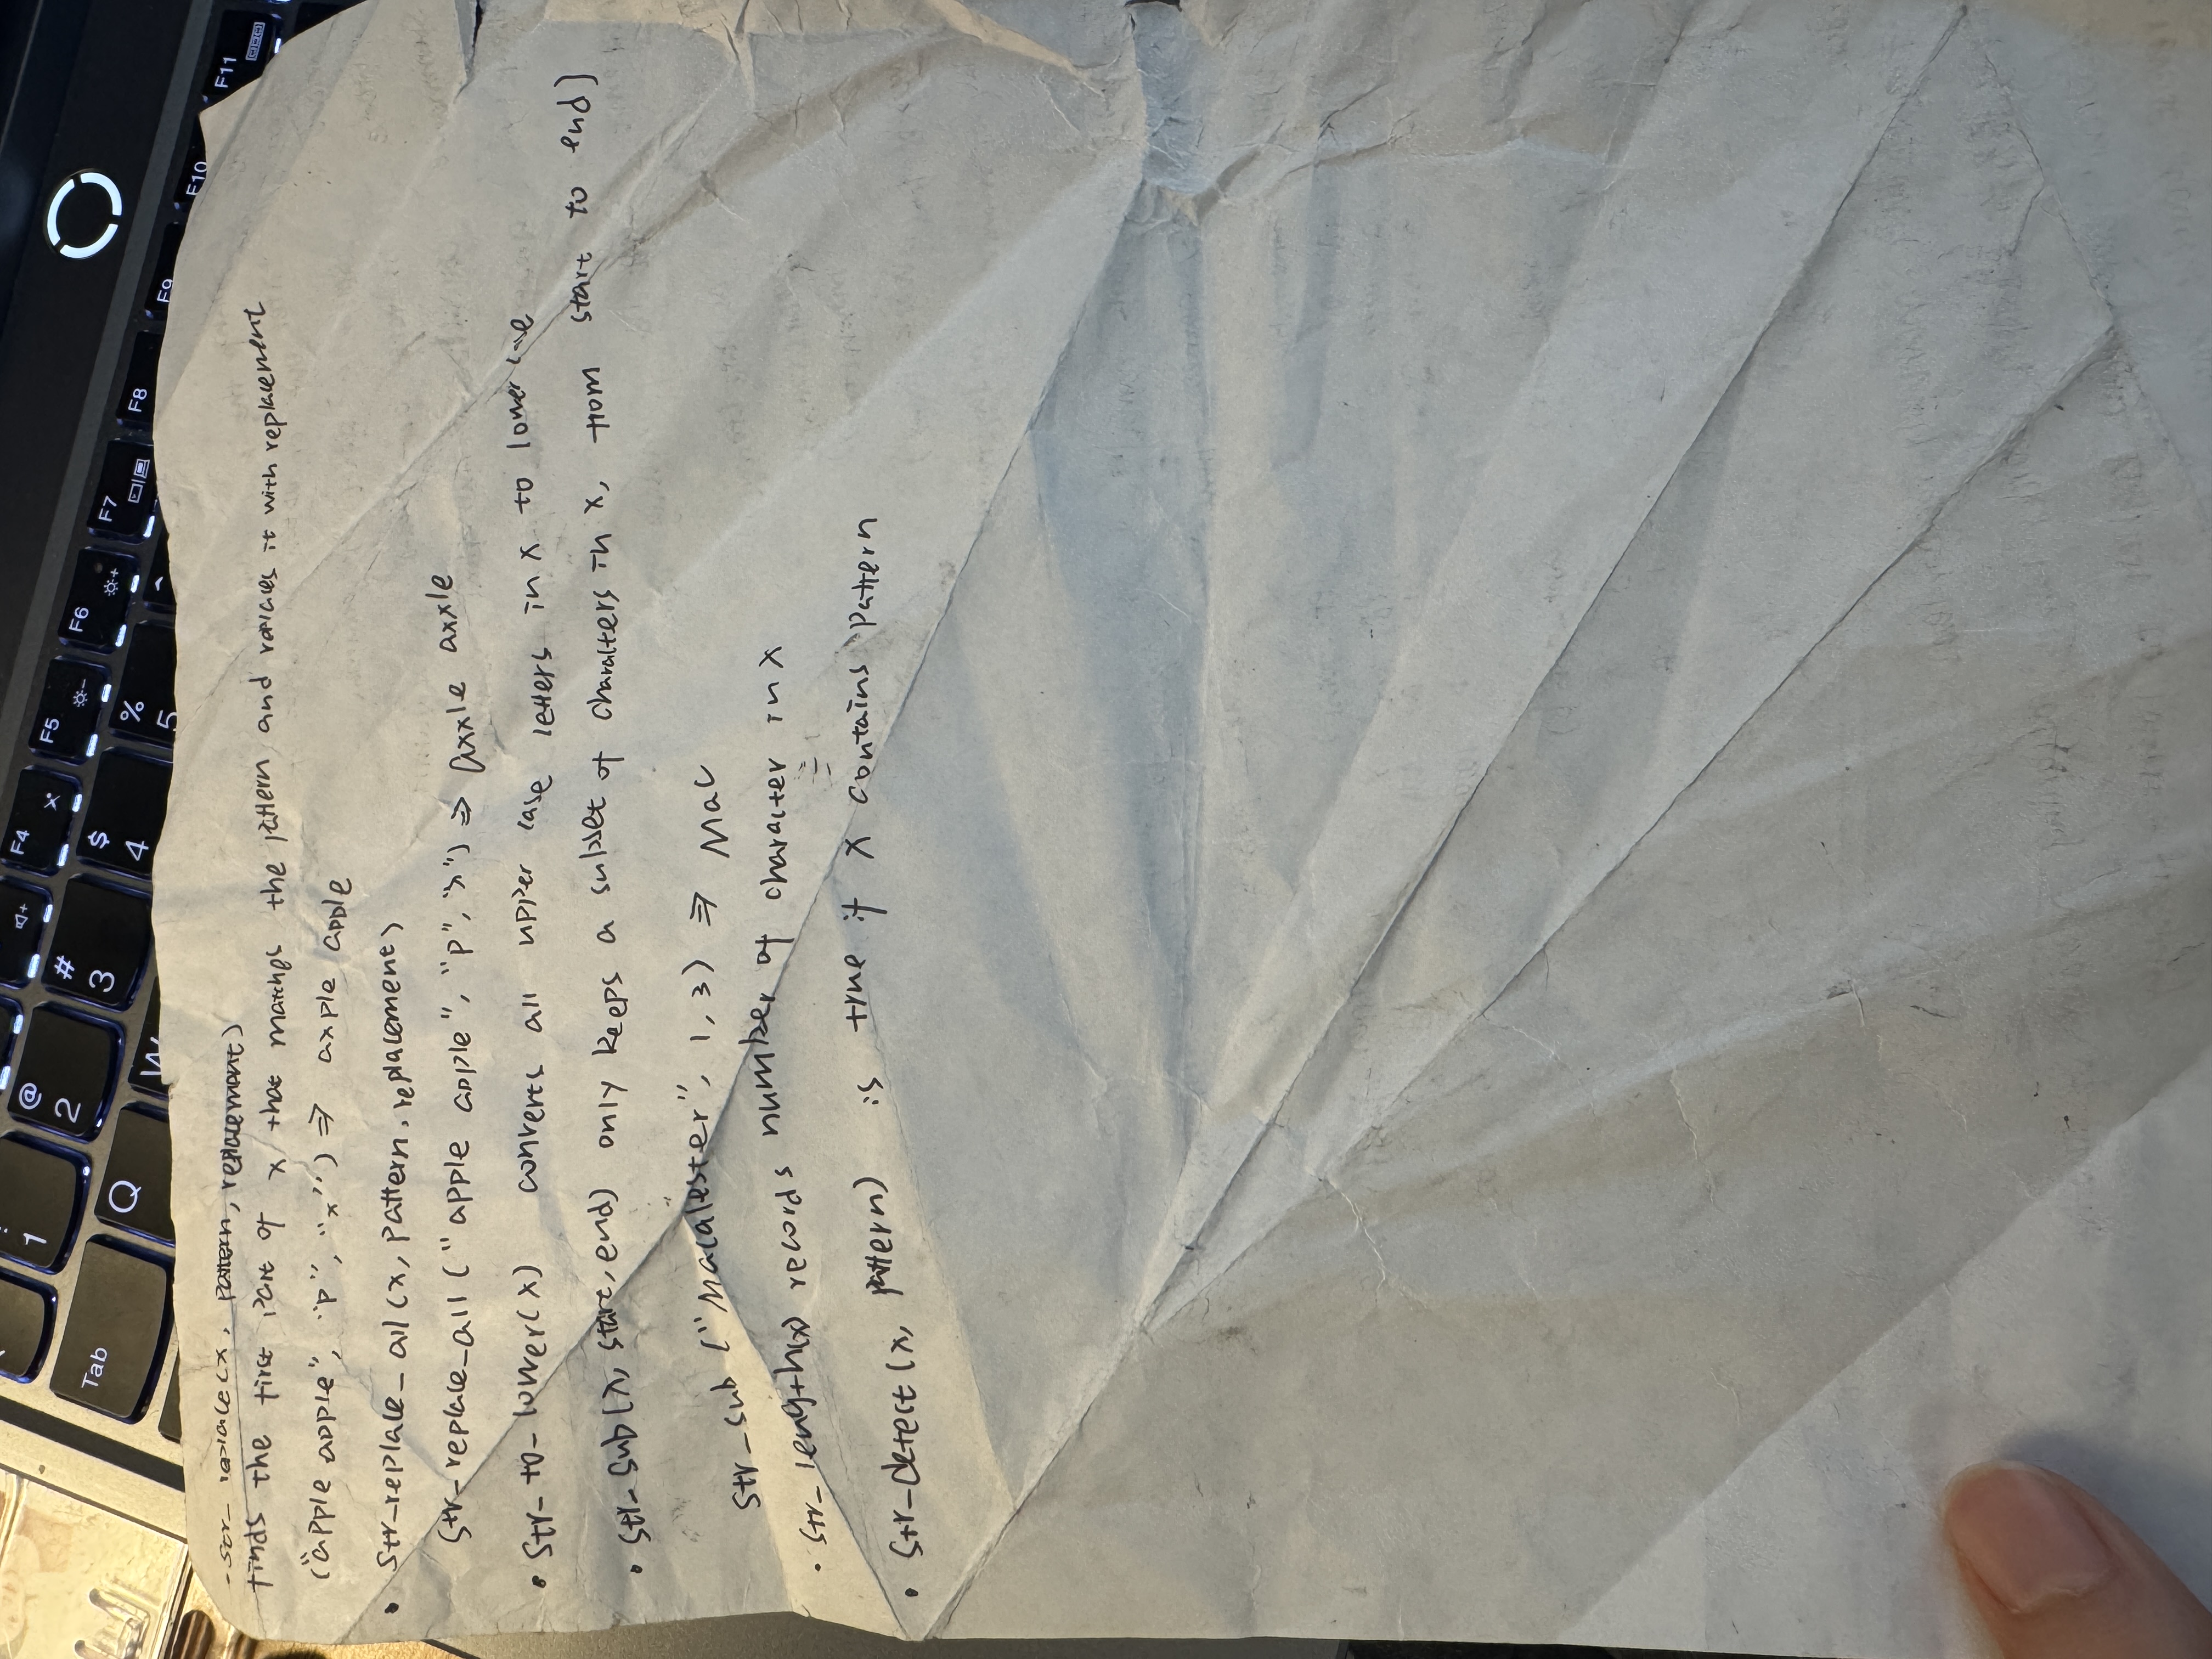 1
@
2
#
3
F4
$
4
F5
%
5
F6
F7
F8
F9
F10
F11
Tab
Q
W
- str_replace(x, pattern, replacement)
finds the first part of x that matches the pattern and replaces it with replacement
("apple apple", "p", "x") ⇒ axple apple
• str_replace_all(x, pattern, replacement)
str_replace_all("apple apple", "p", "x") ⇒ axxle axxle
• str_to_lower(x) converts all upper case letters in x to lower case
• str_sub(x, start, end) only keeps a subset of characters in x, from start to end]
str_sub("Macalester", 1, 3) ⇒ Mac
• str_length(x) records number of character in x
• str_detect(x, pattern) is true if x contains pattern